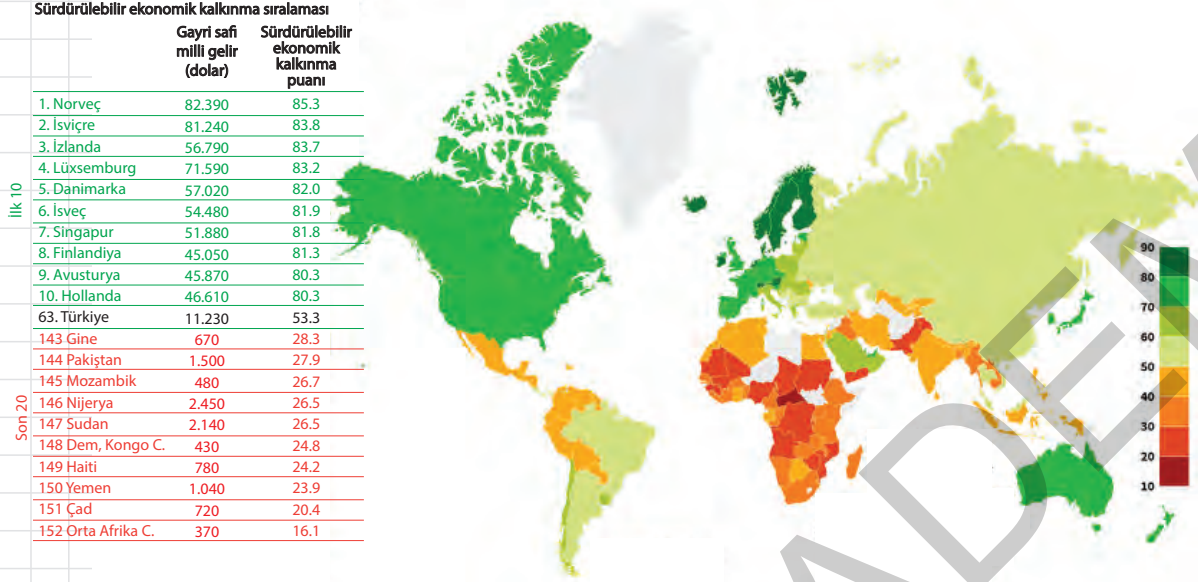 Sürdürülebilir ekonomik kalkınma sıralaması
Gayri safi milli gelir (dolar) Sürdürülebilir ekonomik kalkınma puanı
İlk 10
1. Norveç 82.390 85.3
2. İsviçre 81.240 83.8
3. İzlanda 56.790 83.7
4. Lüxsemburg 71.590 83.2
5. Danimarka 57.020 82.0
6. İsveç 54.480 81.9
7. Singapur 51.880 81.8
8. Finlandiya 45.050 81.3
9. Avusturya 45.870 80.3
10. Hollanda 46.610 80.3
63. Türkiye 11.230 53.3
Son 20
143 Gine 670 28.3
144 Pakiştan 1.500 27.9
145 Mozambik 480 26.7
146 Nijerya 2.450 26.5
147 Sudan 2.140 26.5
148 Dem, Kongo C. 430 24.8
149 Haiti 780 24.2
150 Yemen 1.040 23.9
151 Çad 720 20.4
152 Orta Afrika C. 370 16.1
90
80
70
60
50
40
30
20
10
ADEM